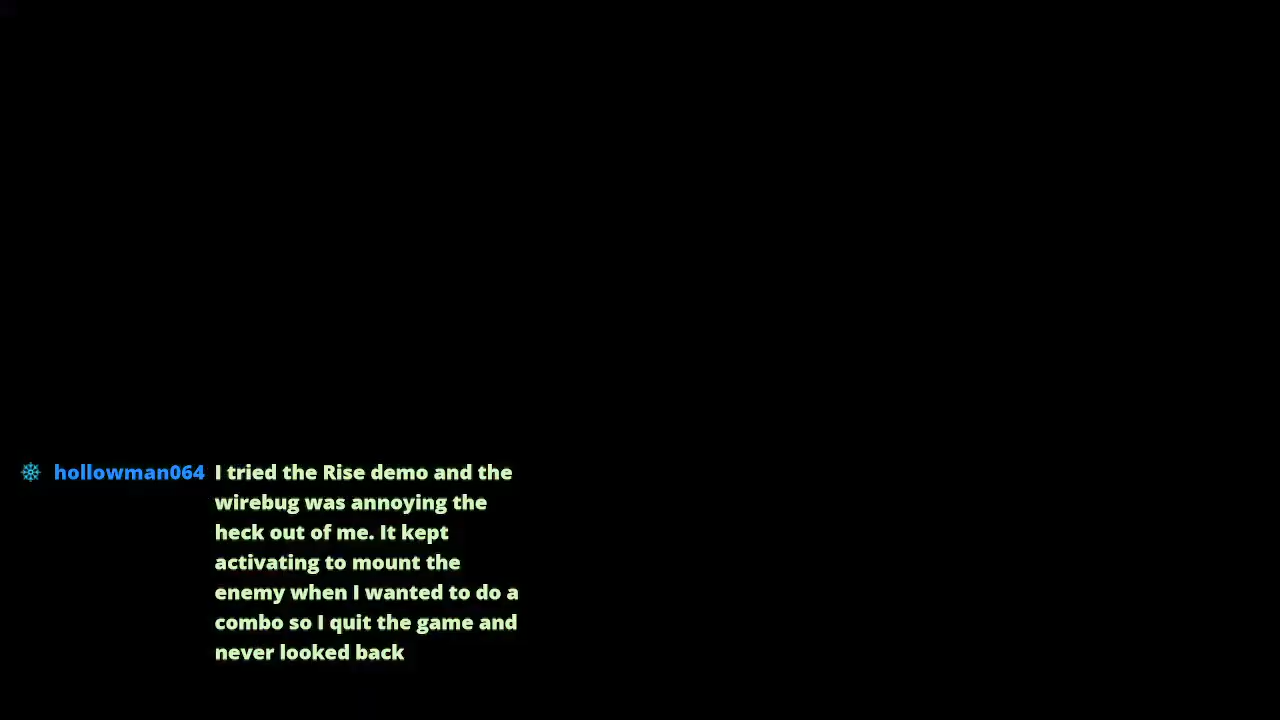 hollowman064 I tried the Rise demo and the
wirebug was annoying the
heck out of me. It kept
activating to mount the
enemy when I wanted to do a
combo so I quit the game and
never looked back